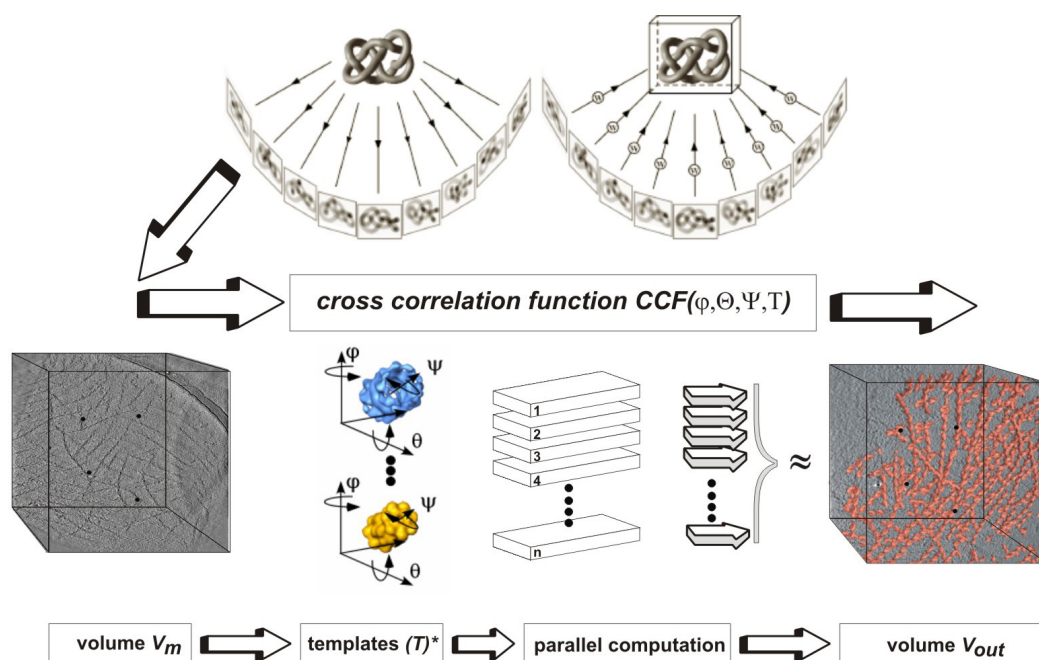 W W W W W W W W W
cross correlation function CCF(φ,Θ,Ψ,T)
φ Ψ
θ
φ Ψ
θ
1
2
3
4
n
≈
volume Vm
templates (T)*
parallel computation
volume Vout